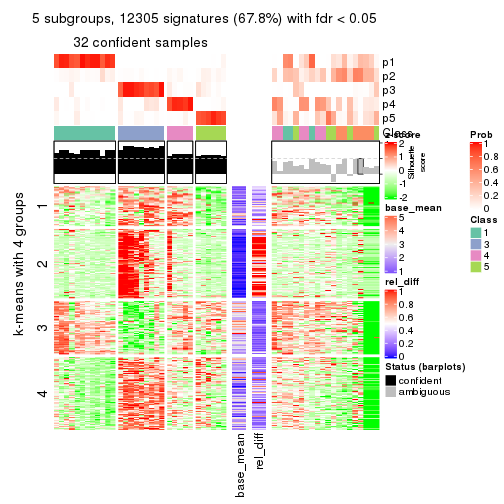 5 subgroups, 12305 signatures (67.8%) with fdr < 0.05
32 confident samples
p1
p2
p3
p4
p5
Class
Silhouette
score
k-means with 4 groups
1
2
3
4
base_mean
rel_diff
z-score
2
1
0
-1
-2
base_mean
5
4
3
2
1
rel_diff
1
0.8
0.6
0.4
0.2
0
Status (barplots)
confident
ambiguous
Prob
1
0.8
0.6
0.4
0.2
0
Class
1
3
4
5